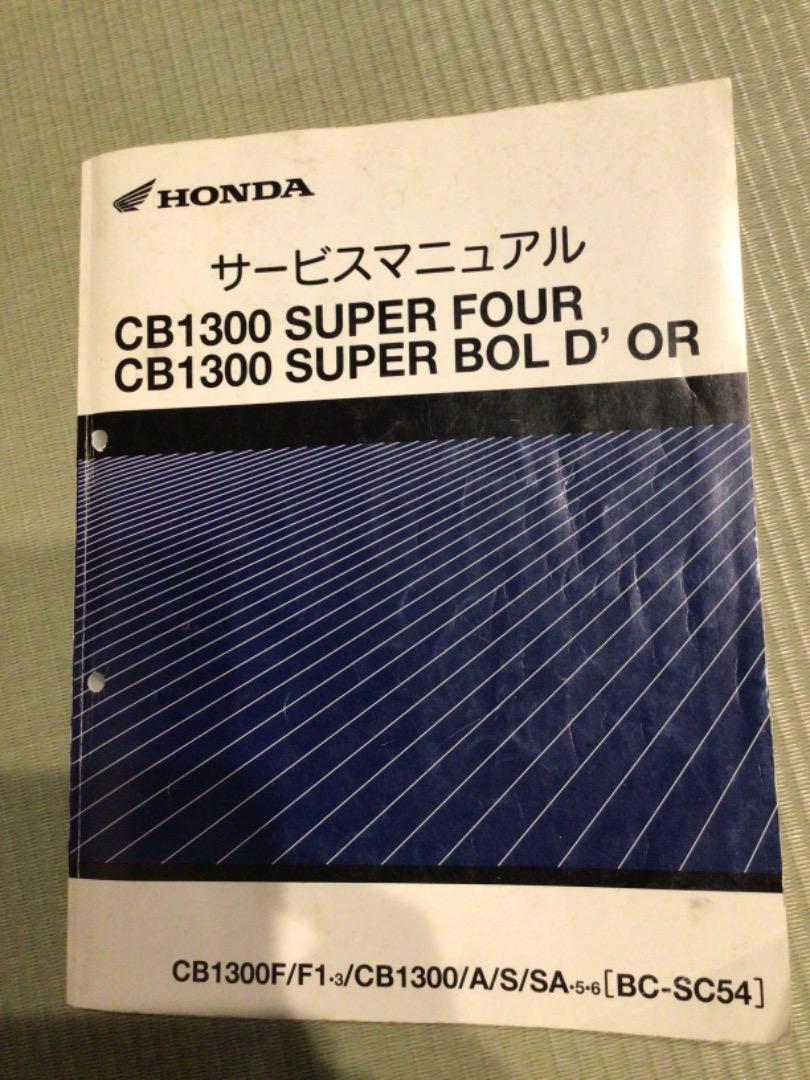 HONDA
サービスマニュアル
CB1300 SUPER FOUR
CB1300 SUPER BOL D' OR
CB1300F/F1・3/CB1300/A/S/SA・5・6［BC-SC54］